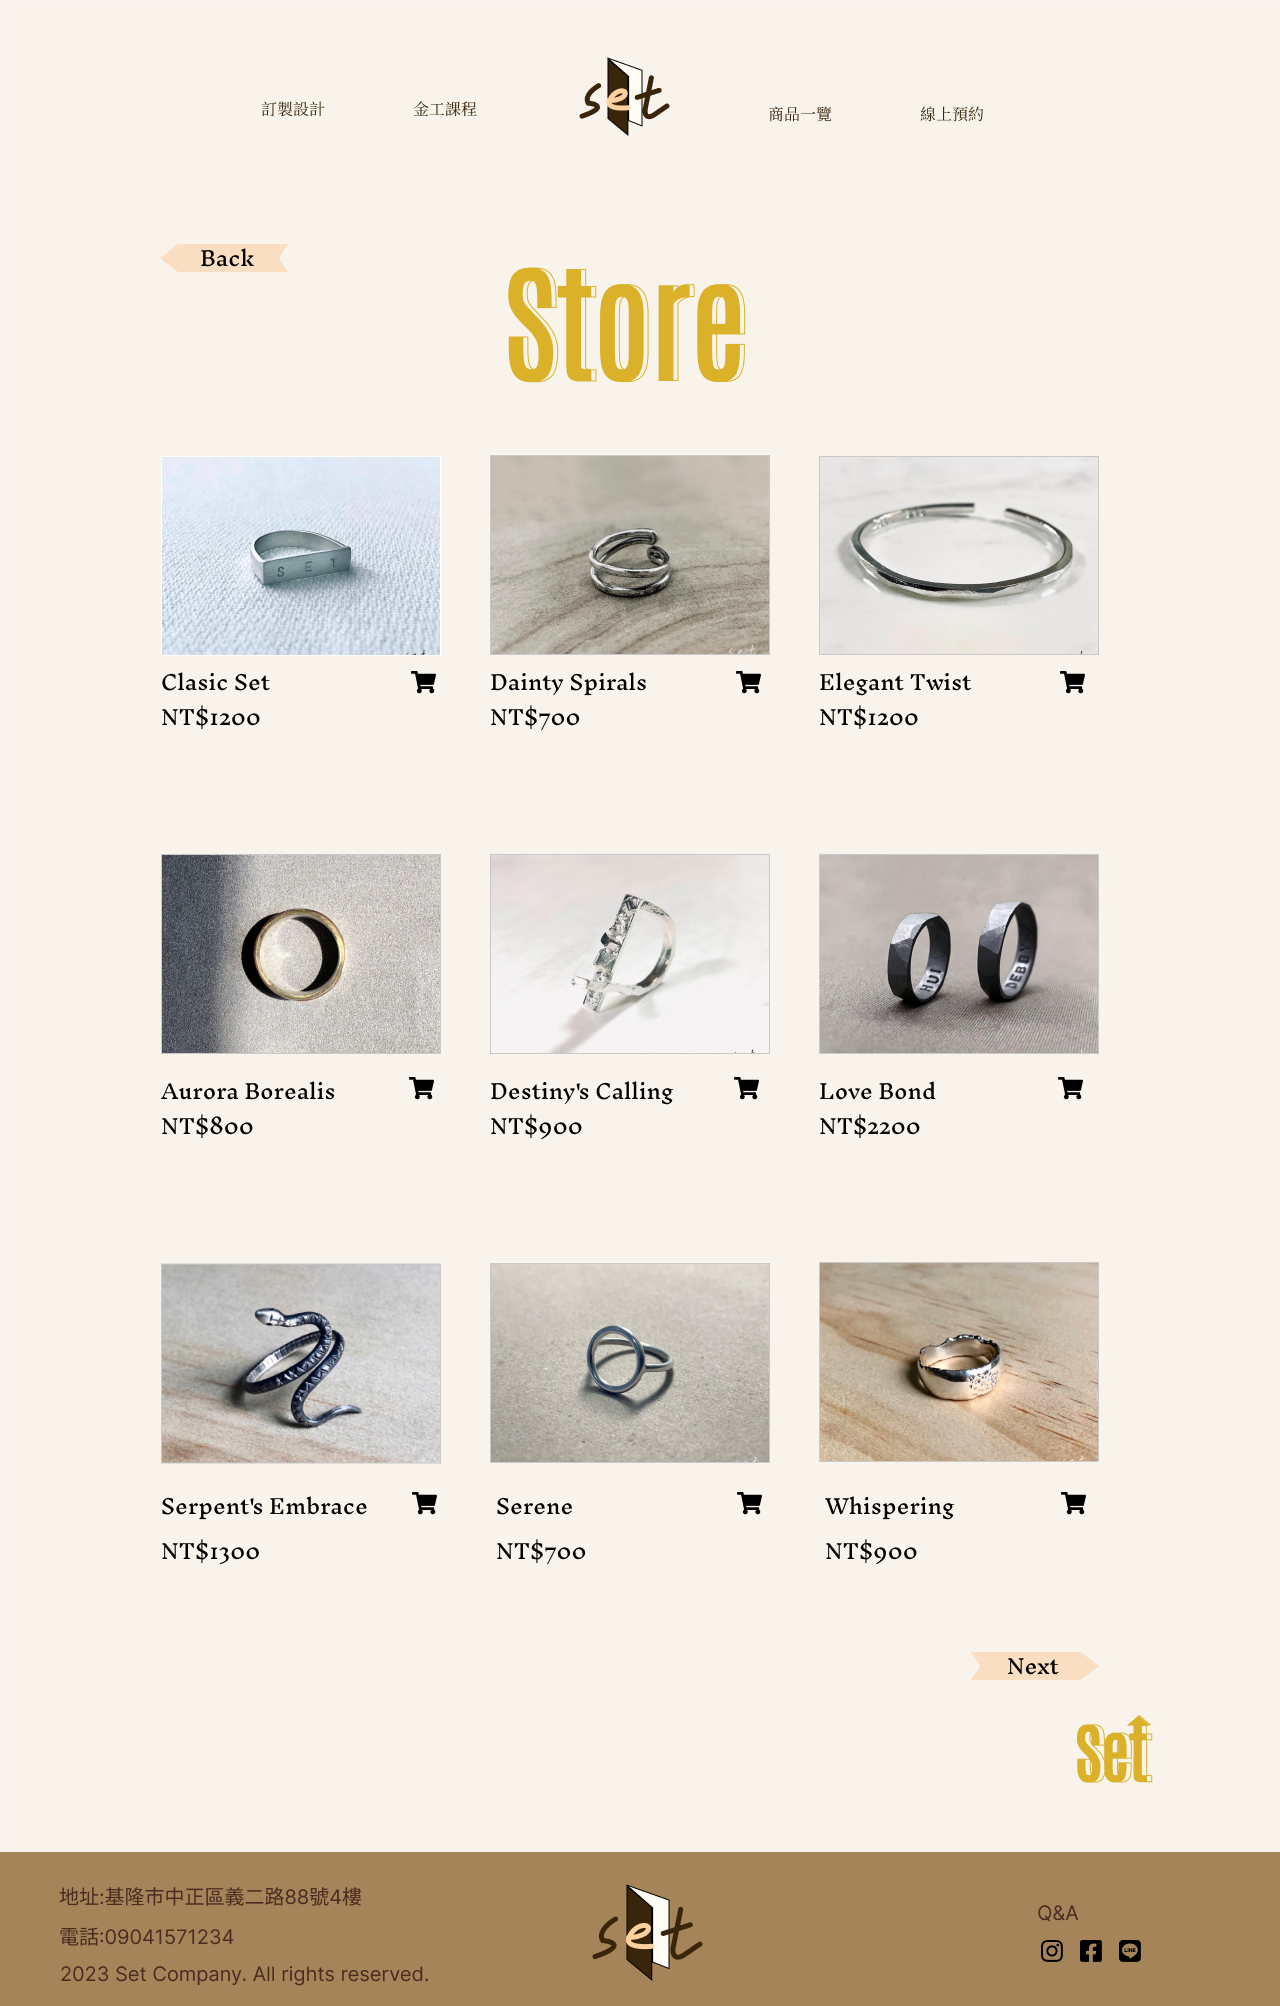 訂製設計
金工課程
set
商品一覽
線上預約
Back
Store
SET
Clasic Set
NT$1200
Dainty Spirals
NT$700
Elegant Twist
NT$1200
HUI
DEBBY
Aurora Borealis
NT$800
Destiny's Calling
NT$900
Love Bond
NT$2200
Serpent's Embrace
NT$1300
Serene
NT$700
Whispering
NT$900
Next
Set
地址:基隆市中正區義二路88號4樓
電話:09041571234
2023 Set Company. All rights reserved.
set
Q&A
LINE